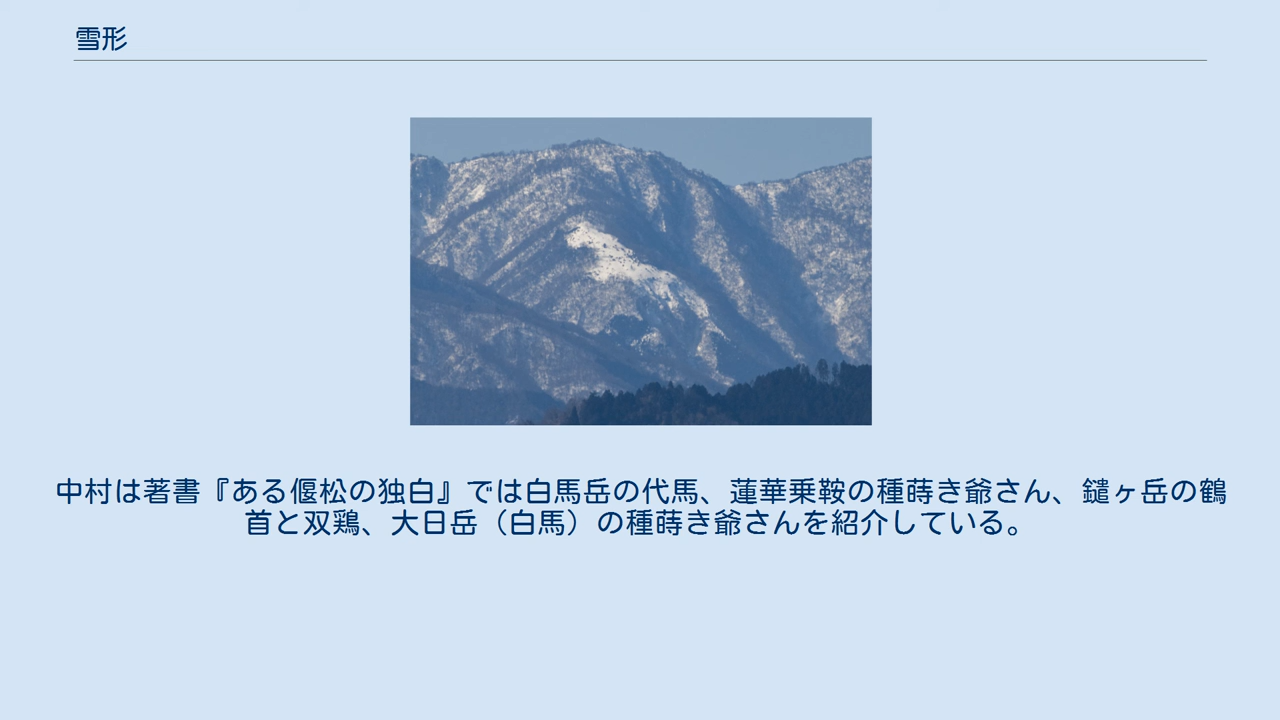 雪形
中村は著書『ある偃松の独白』では白馬岳の代馬、蓮華乗鞍の種蒔き爺さん、鑓ヶ岳の鶴
首と双鶏、大日岳（白馬）の種蒔き爺さんを紹介している。